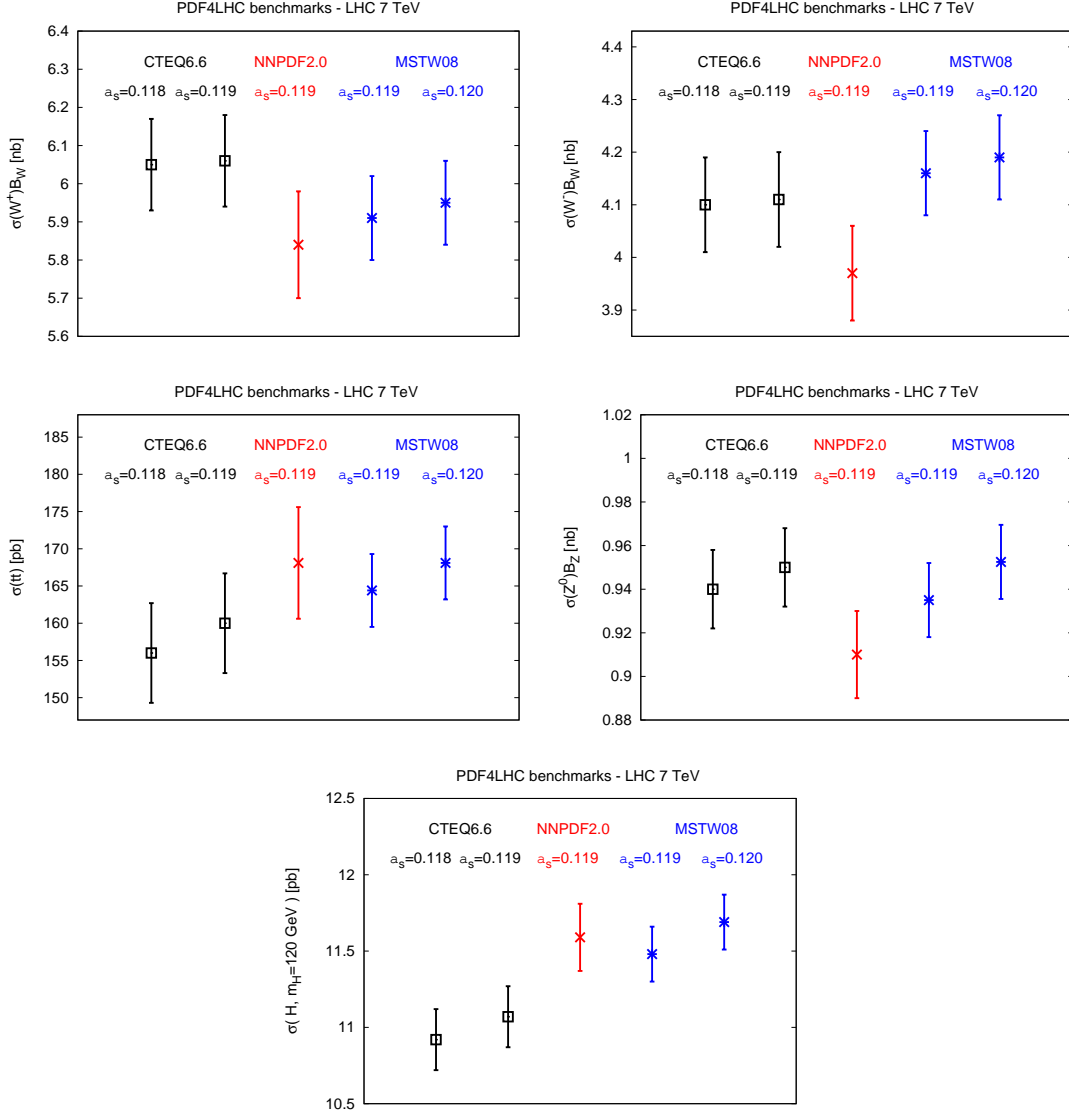 PDF4LHC benchmarks - LHC 7 TeV
6.4
6.3
6.2
6.1
6
5.9
5.8
5.7
5.6
σ(W⁺)B_W [nb]
CTEQ6.6 NNPDF2.0 MSTW08
a_s=0.118 a_s=0.119 a_s=0.119 a_s=0.119 a_s=0.120
PDF4LHC benchmarks - LHC 7 TeV
4.4
4.3
4.2
4.1
4
3.9
σ(W⁻)B_W [nb]
CTEQ6.6 NNPDF2.0 MSTW08
a_s=0.118 a_s=0.119 a_s=0.119 a_s=0.119 a_s=0.120
PDF4LHC benchmarks - LHC 7 TeV
185
180
175
170
165
160
155
150
σ(tt) [pb]
CTEQ6.6 NNPDF2.0 MSTW08
a_s=0.118 a_s=0.119 a_s=0.119 a_s=0.119 a_s=0.120
PDF4LHC benchmarks - LHC 7 TeV
1.02
1
0.98
0.96
0.94
0.92
0.9
0.88
σ(Z⁰)B_Z [nb]
CTEQ6.6 NNPDF2.0 MSTW08
a_s=0.118 a_s=0.119 a_s=0.119 a_s=0.119 a_s=0.120
PDF4LHC benchmarks - LHC 7 TeV
12.5
12
11.5
11
10.5
σ( H, m_H=120 GeV ) [pb]
CTEQ6.6 NNPDF2.0 MSTW08
a_s=0.118 a_s=0.119 a_s=0.119 a_s=0.119 a_s=0.120